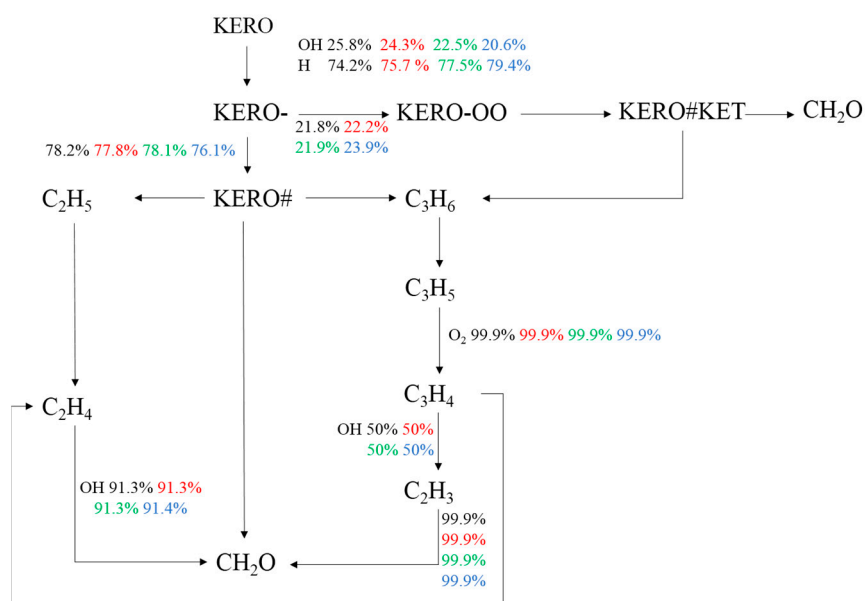 KERO
OH 25.8% 24.3% 22.5% 20.6%
H 74.2% 75.7 % 77.5% 79.4%
KERO- KERO-OO KERO#KET CH₂O
21.8% 22.2%
21.9% 23.9%
78.2% 77.8% 78.1% 76.1%
C₂H₅ KERO# C₃H₆
C₃H₅
O₂ 99.9% 99.9% 99.9% 99.9%
C₂H₄ C₃H₄
OH 50% 50%
50% 50%
OH 91.3% 91.3%
91.3% 91.4%
C₂H₃
99.9%
99.9%
99.9%
99.9%
CH₂O